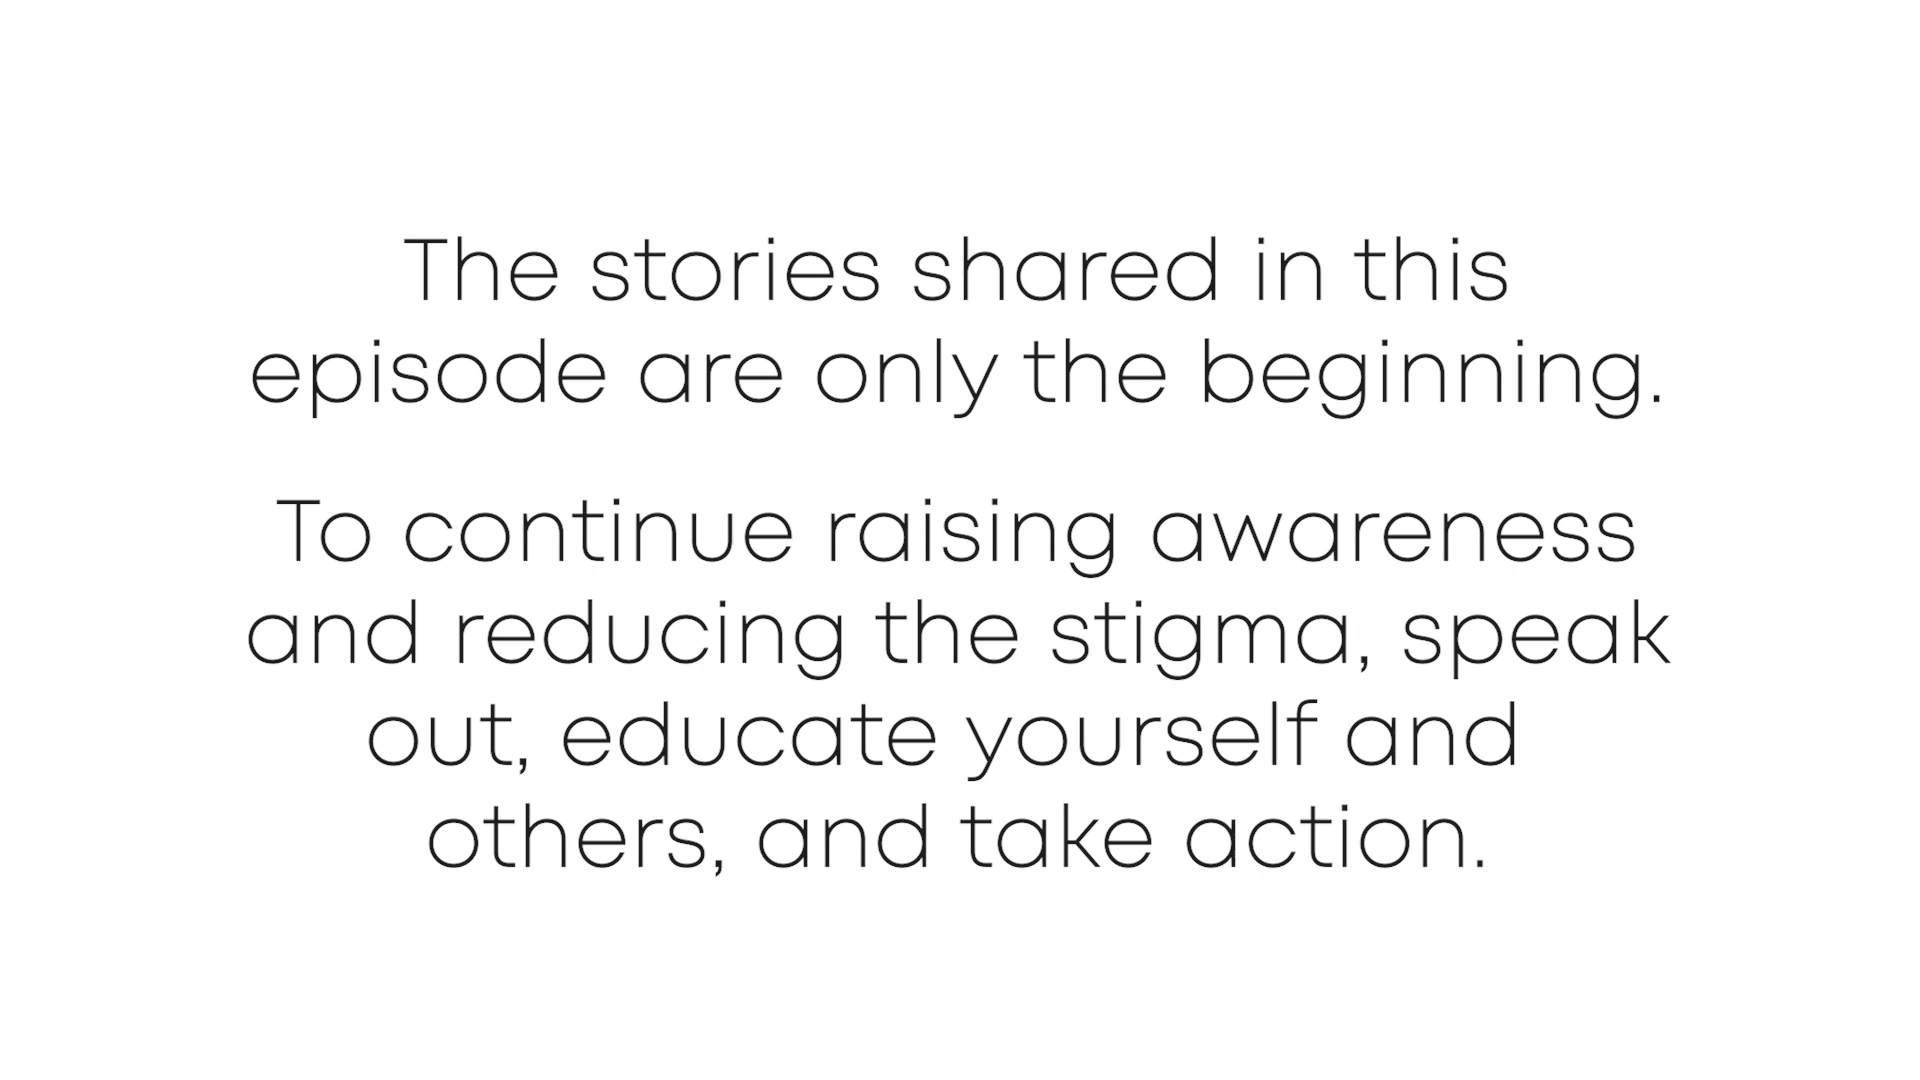 The stories shared in this
episode are only the beginning.
To continue raising awareness
and reducing the stigma, speak
out, educate yourself and
others, and take action.